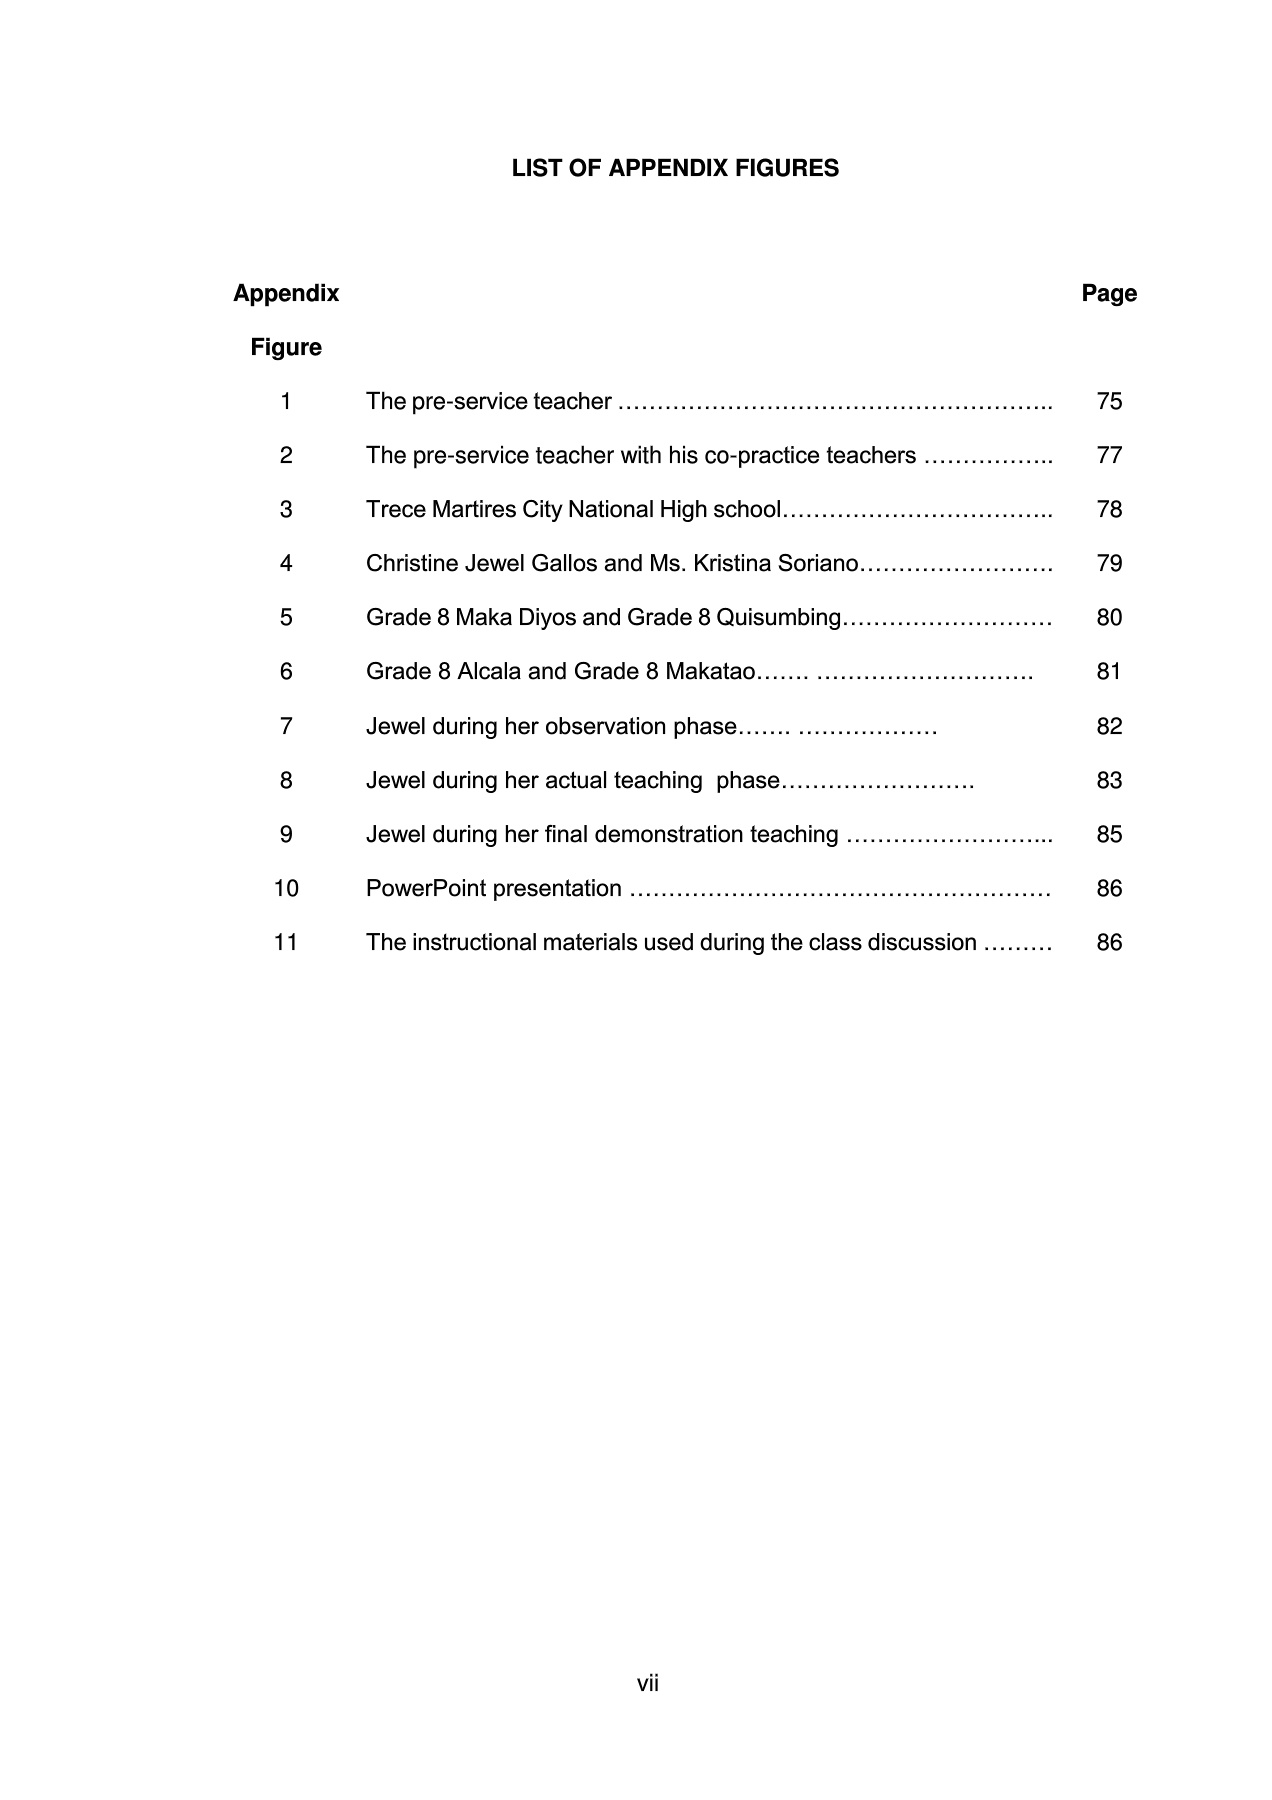 LIST OF APPENDIX FIGURES
Appendix Page
Figure
1 The pre-service teacher ……………………………………………….. 75
2 The pre-service teacher with his co-practice teachers …………….. 77
3 Trece Martires City National High school…………………………….. 78
4 Christine Jewel Gallos and Ms. Kristina Soriano……………………. 79
5 Grade 8 Maka Diyos and Grade 8 Quisumbing……………………… 80
6 Grade 8 Alcala and Grade 8 Makatao……. ………………………. 81
7 Jewel during her observation phase……. ……………… 82
8 Jewel during her actual teaching  phase……………………. 83
9 Jewel during her final demonstration teaching ……………………... 85
10 PowerPoint presentation ……………………………………………… 86
11 The instructional materials used during the class discussion ……… 86
vii